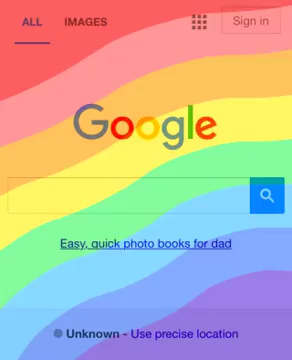 ALL IMAGES Sign in
Google
Easy, quick photo books for dad
Unknown - Use precise location